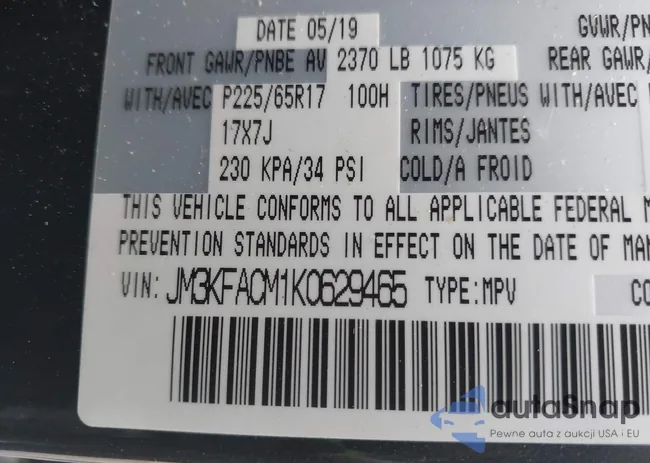 DATE 05/19 GVWR/PN
FRONT GAWR/PNBE AV 2370 LB 1075 KG REAR GAWR/
WITH/AVEC P225/65R17 100H TIRES/PNEUS WITH/AVEC
17X7J RIMS/JANTES
230 KPA/34 PSI COLD/A FROID
THIS VEHICLE CONFORMS TO ALL APPLICABLE FEDERAL M
PREVENTION STANDARDS IN EFFECT ON THE DATE OF MAN
VIN: JM3KFACM1K0629465 TYPE:MPV CO
autaSnap
Pewne auta z aukcji USA i EU